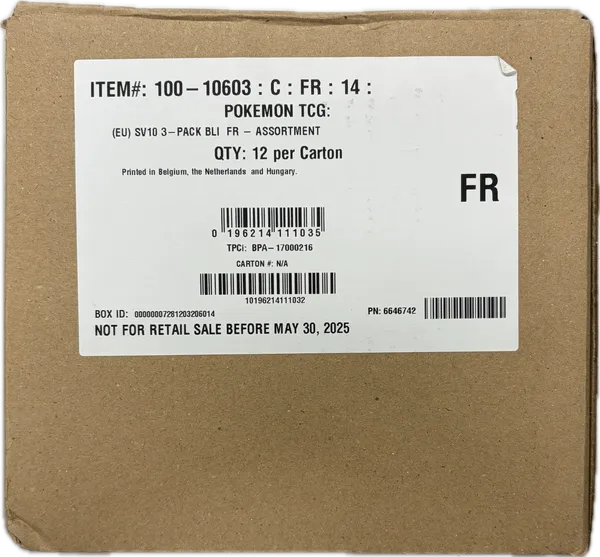 ITEM#: 100-10603 : C : FR : 14 :
POKEMON TCG:
(EU) SV10 3-PACK BLI FR - ASSORTMENT
QTY: 12 per Carton
Printed in Belgium, the Netherlands and Hungary.
FR
0 196214 111035
TPCi: BPA-17000216
CARTON #: N/A
10196214111032
BOX ID: 00000007281203206014
PN: 6646742
NOT FOR RETAIL SALE BEFORE MAY 30, 2025